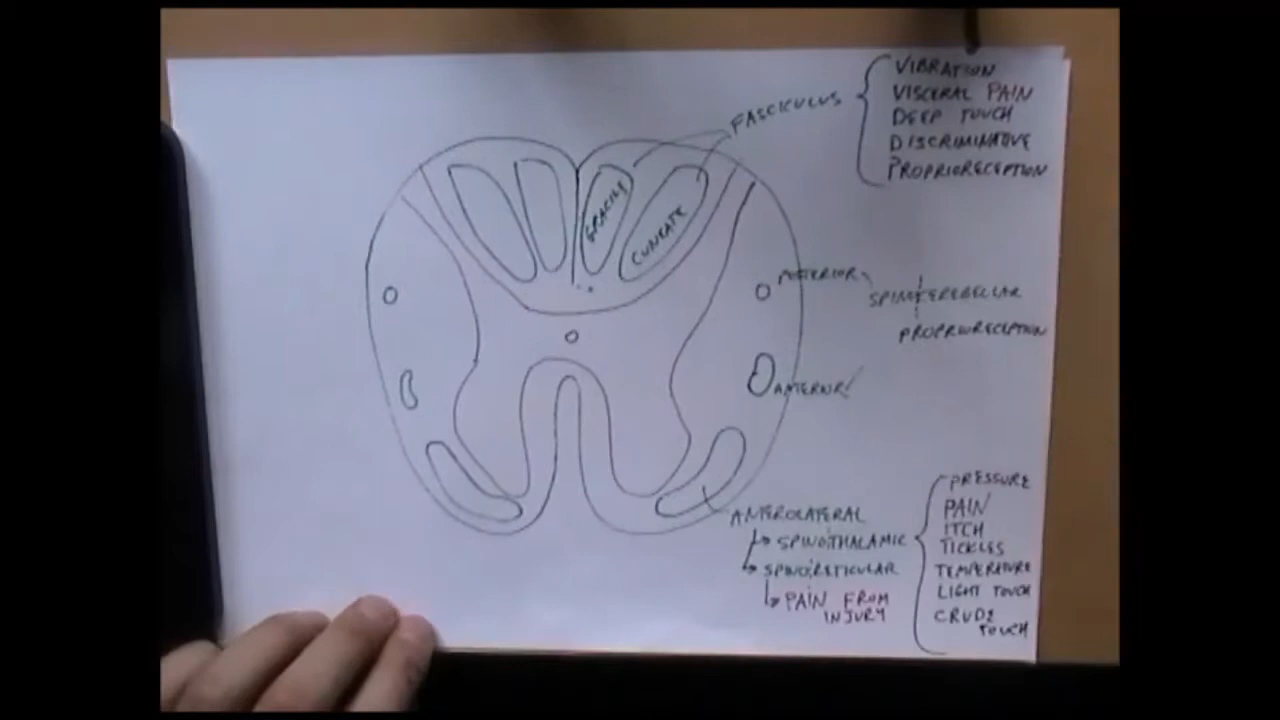 FASCICULUS
VIBRATION
VISCERAL PAIN
DEEP TOUCH
DISCRIMINATIVE
PROPRIORECEPTION
GRACILE
CUNEATE
POSTERIOR
SPINOCEREBELLAR
PROPRIORECEPTION
ANTERIOR
ANTEROLATERAL
SPINOTHALAMIC
SPINORETICULAR
PAIN FROM
INJURY
PRESSURE
PAIN
ITCH
TICKLES
TEMPERATURE
LIGHT TOUCH
CRUDE
TOUCH